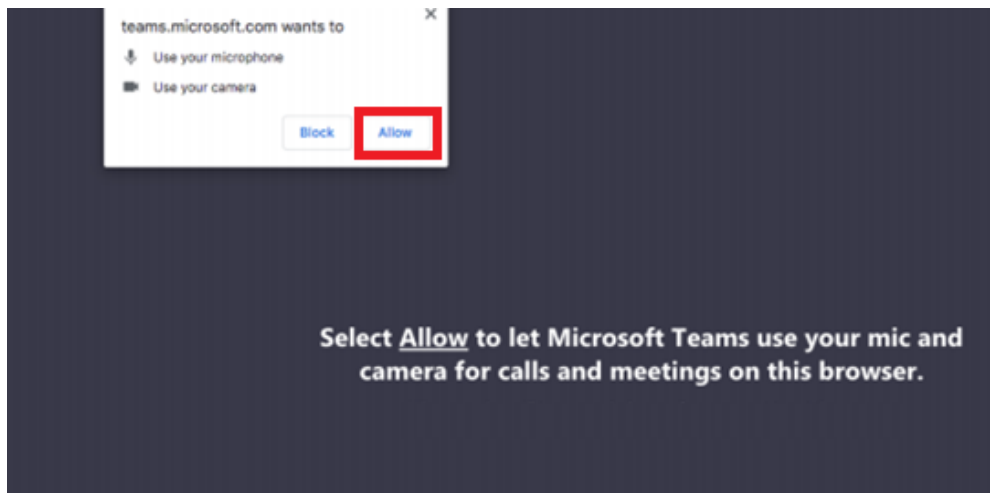 teams.microsoft.com wants to
Use your microphone
Use your camera
Block
Allow
Select Allow to let Microsoft Teams use your mic and
camera for calls and meetings on this browser.